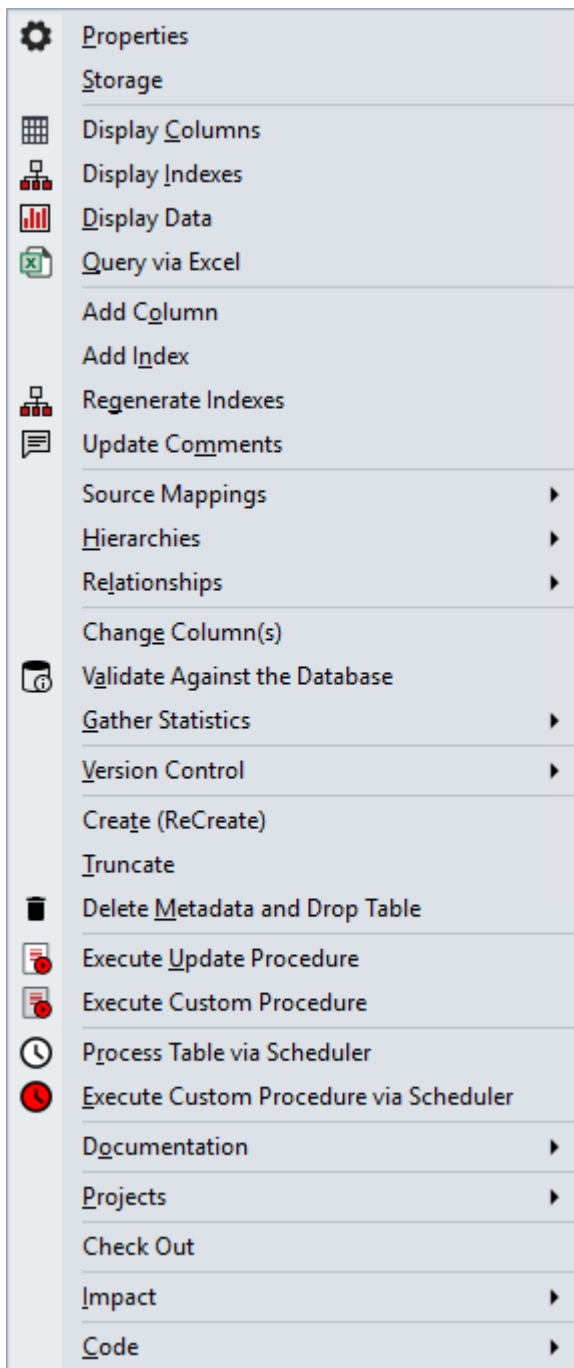 Properties
Storage
Display Columns
Display Indexes
Display Data
Query via Excel
Add Column
Add Index
Regenerate Indexes
Update Comments
Source Mappings
Hierarchies
Relationships
Change Column(s)
Validate Against the Database
Gather Statistics
Version Control
Create (ReCreate)
Truncate
Delete Metadata and Drop Table
Execute Update Procedure
Execute Custom Procedure
Process Table via Scheduler
Execute Custom Procedure via Scheduler
Documentation
Projects
Check Out
Impact
Code